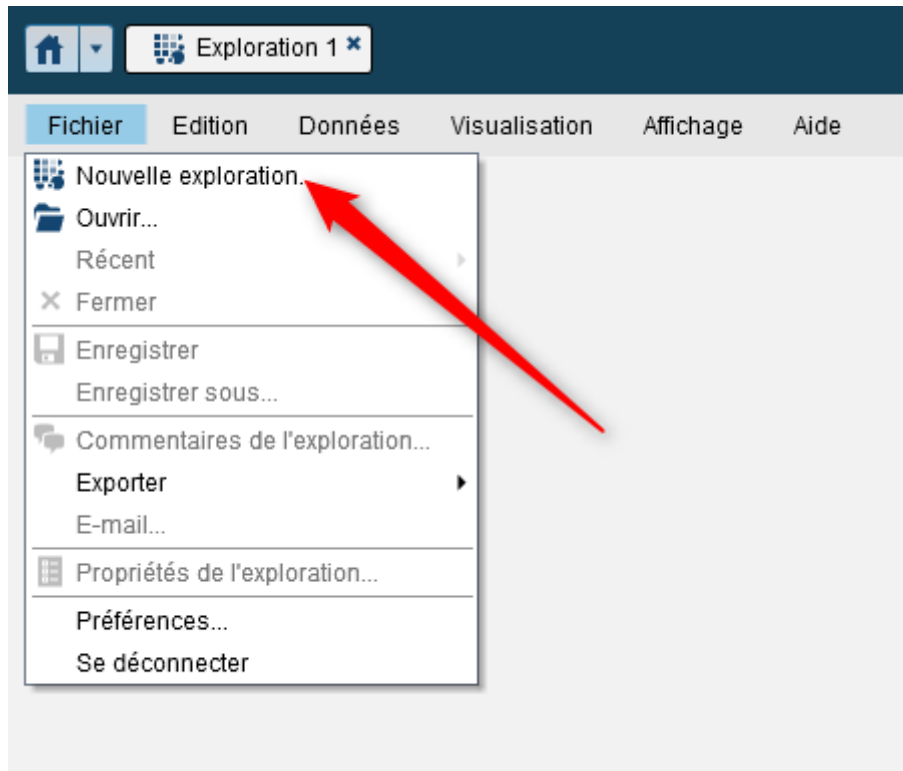 Exploration 1
Fichier Edition Données Visualisation Affichage Aide
Nouvelle exploration...
Ouvrir...
Récent
Fermer
Enregistrer
Enregistrer sous...
Commentaires de l'exploration...
Exporter
E-mail...
Propriétés de l'exploration...
Préférences...
Se déconnecter